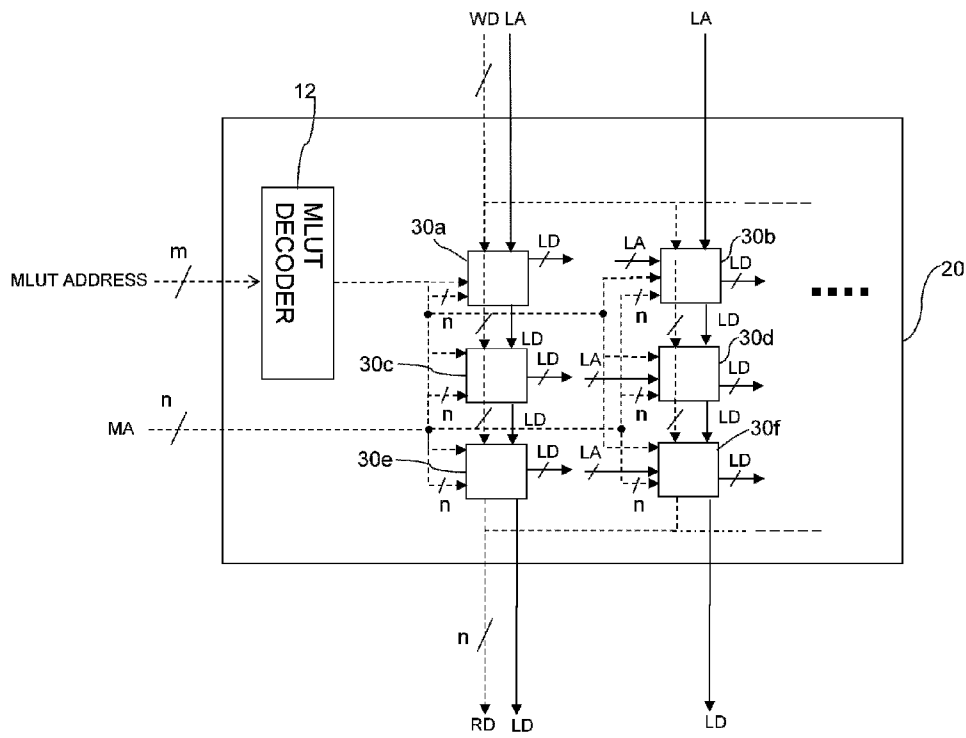 WD LA
LA
12
MLUT DECODER
30a
LD
LA
30b
LD
20
m
MLUT ADDRESS
n
LD
n
LD
30d
30c
LD
LA
LD
n
MA
n
LD
n
LD
30f
30e
LD
LA
LD
n
n
n
RD
LD
LD